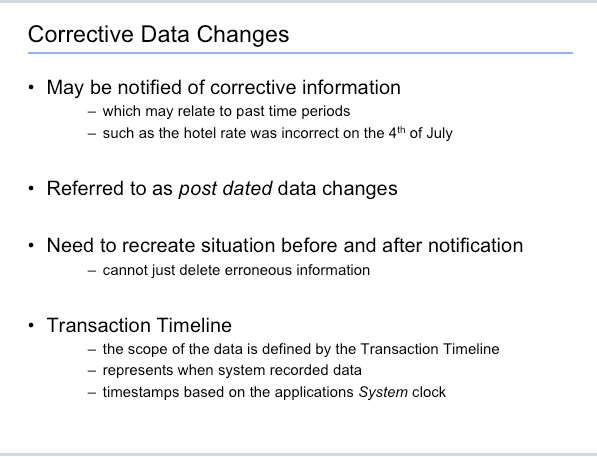 Corrective Data Changes
• May be notified of corrective information
– which may relate to past time periods
– such as the hotel rate was incorrect on the 4th of July
• Referred to as post dated data changes
• Need to recreate situation before and after notification
– cannot just delete erroneous information
• Transaction Timeline
– the scope of the data is defined by the Transaction Timeline
– represents when system recorded data
– timestamps based on the applications System clock